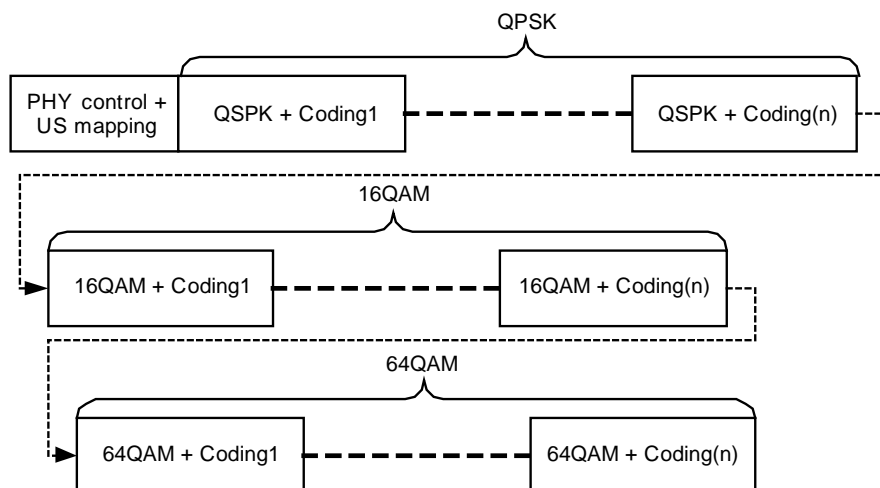 QPSK
PHY control +
US mapping
QSPK + Coding1
QSPK + Coding(n)
16QAM
16QAM + Coding1
16QAM + Coding(n)
64QAM
64QAM + Coding1
64QAM + Coding(n)